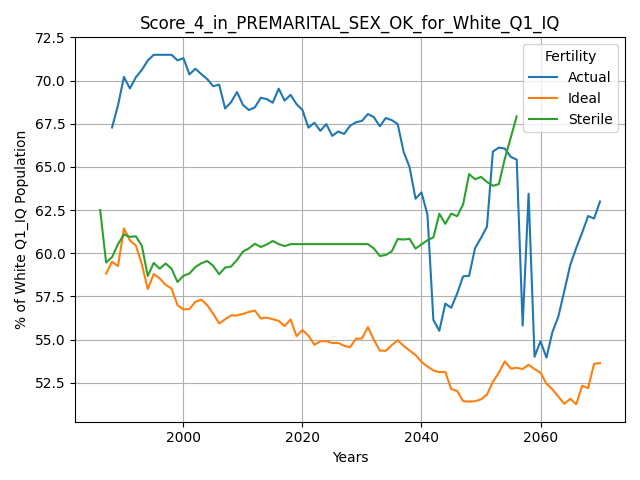 Score_4_in_PREMARITAL_SEX_OK_for_White_Q1_IQ
72.5
70.0
67.5
65.0
62.5
60.0
57.5
55.0
52.5
% of White Q1_IQ Population
Fertility
Actual
Ideal
Sterile
2000 2020 2040 2060
Years